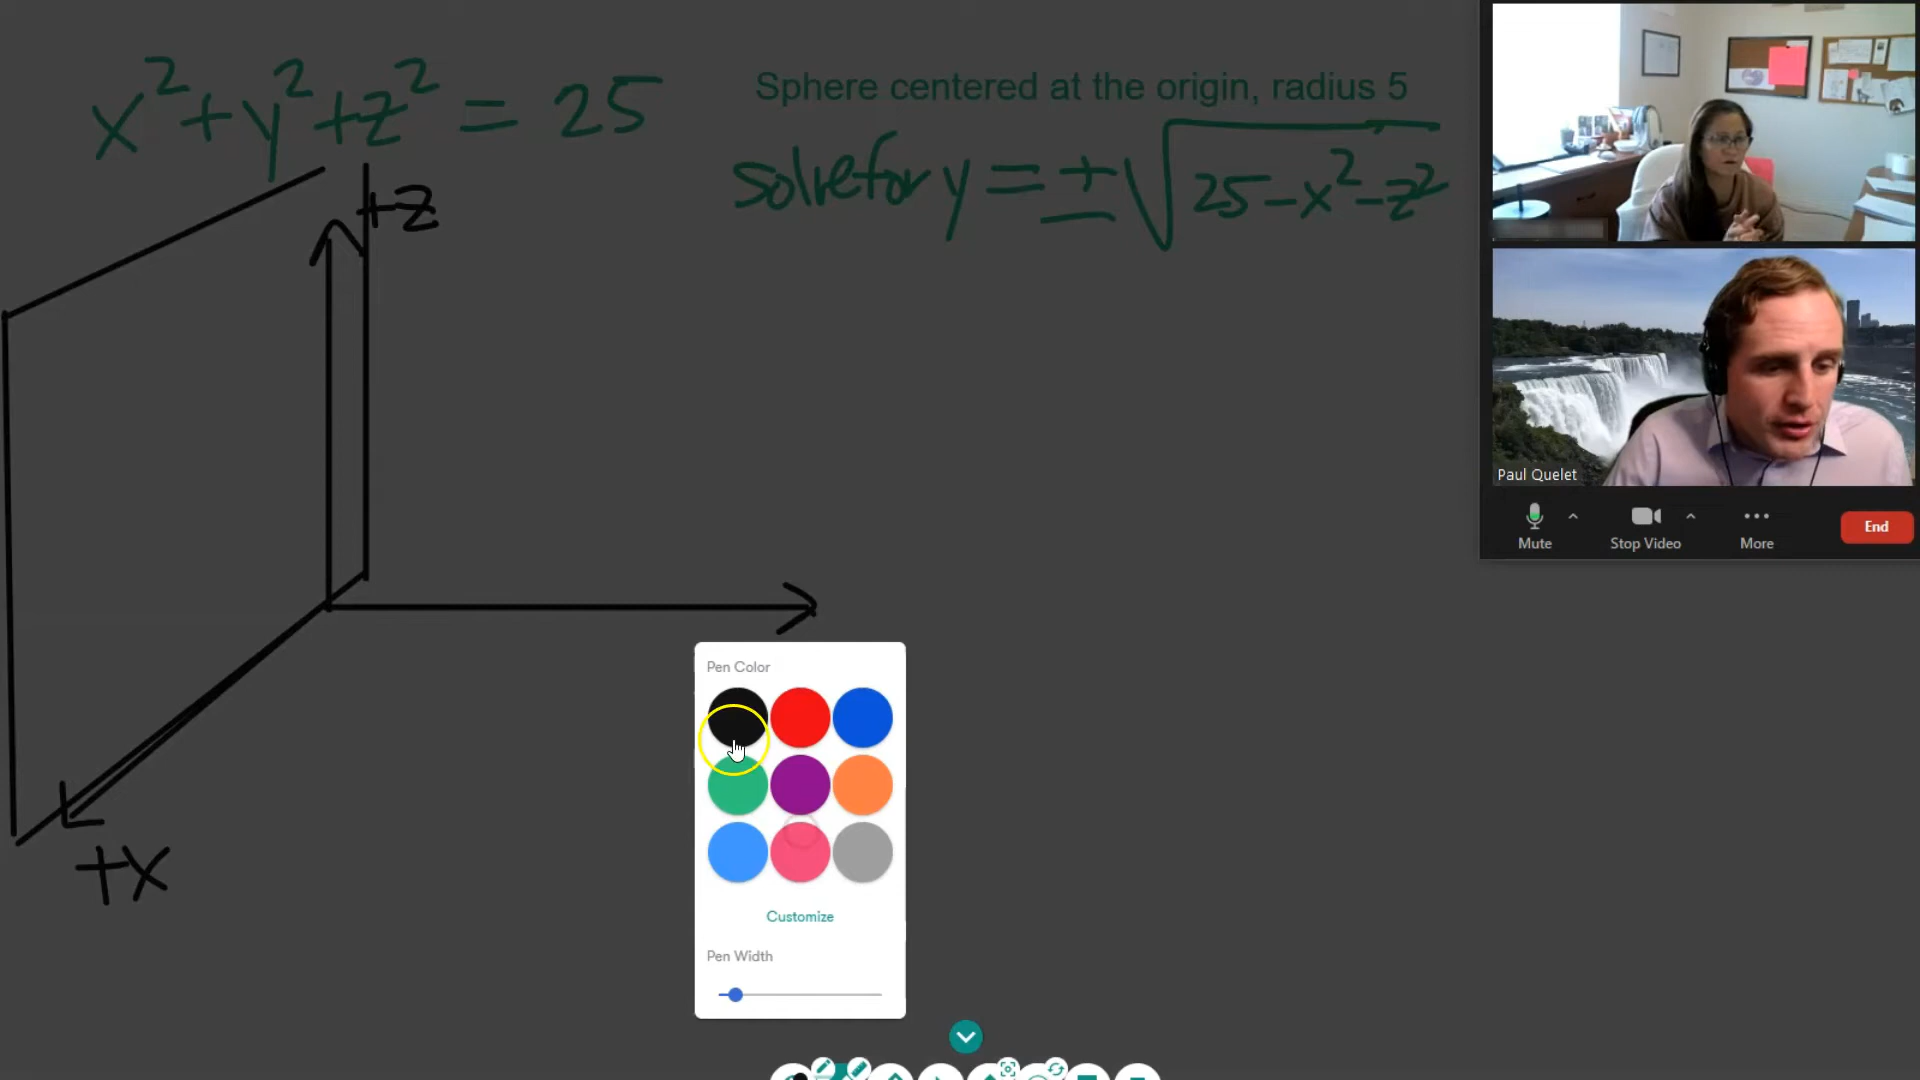 x²+y²+z² = 25
Sphere centered at the origin, radius 5
solve for y = ± √25-x²-z²
+z
+x
Pen Color
Customize
Pen Width
Paul Quelet
Mute
Stop Video
More
End